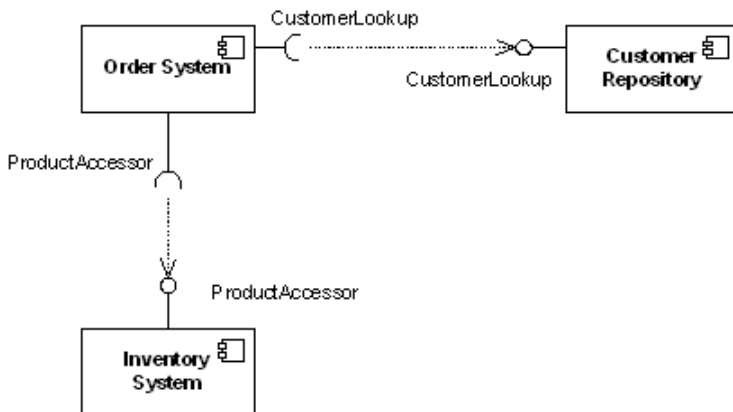 CustomerLookup
Order System
Customer
Repository
CustomerLookup
ProductAccessor
ProductAccessor
Inventory
System